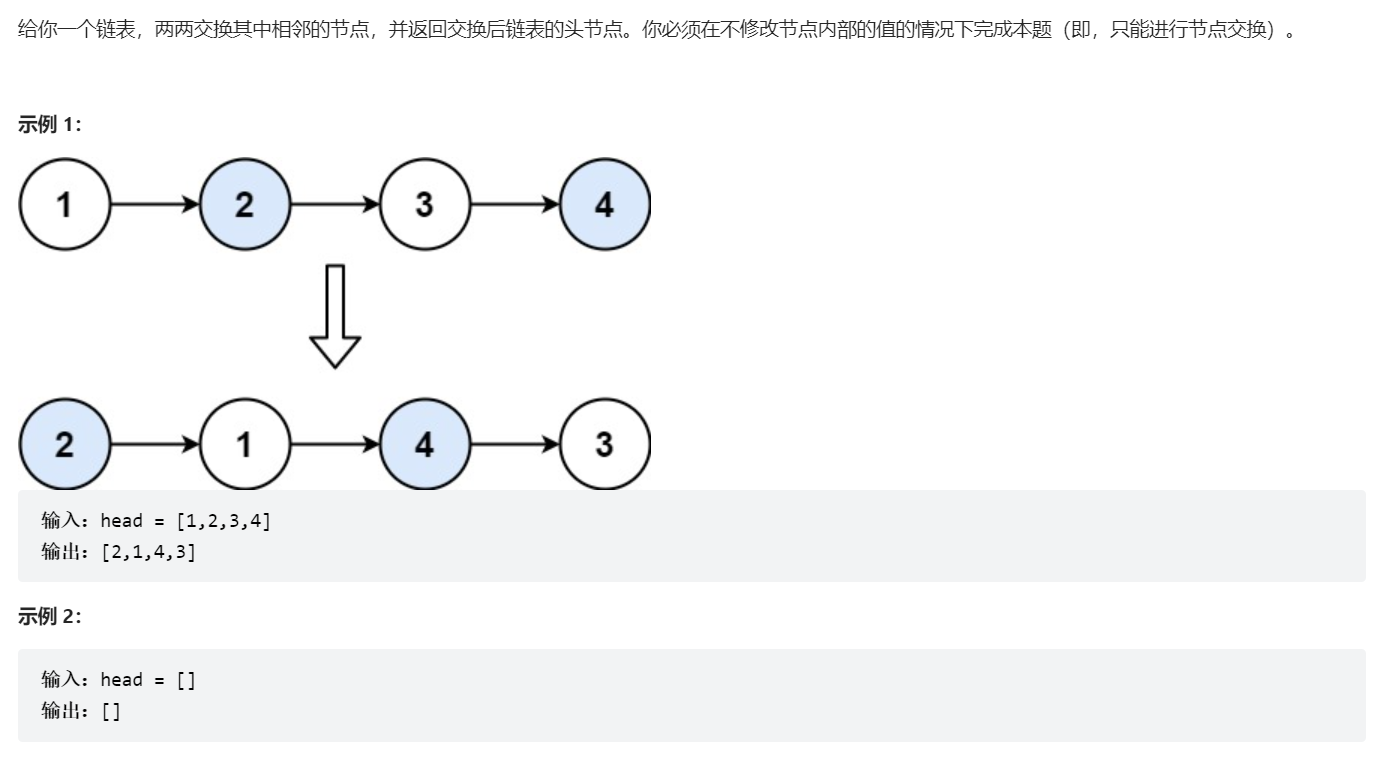 给你一个链表，两两交换其中相邻的节点，并返回交换后链表的头节点。你必须在不修改节点内部的值的情况下完成本题（即，只能进行节点交换）。
示例 1：
1 2 3 4
2 1 4 3
输入：head = [1,2,3,4]
输出：[2,1,4,3]
示例 2：
输入：head = []
输出：[]